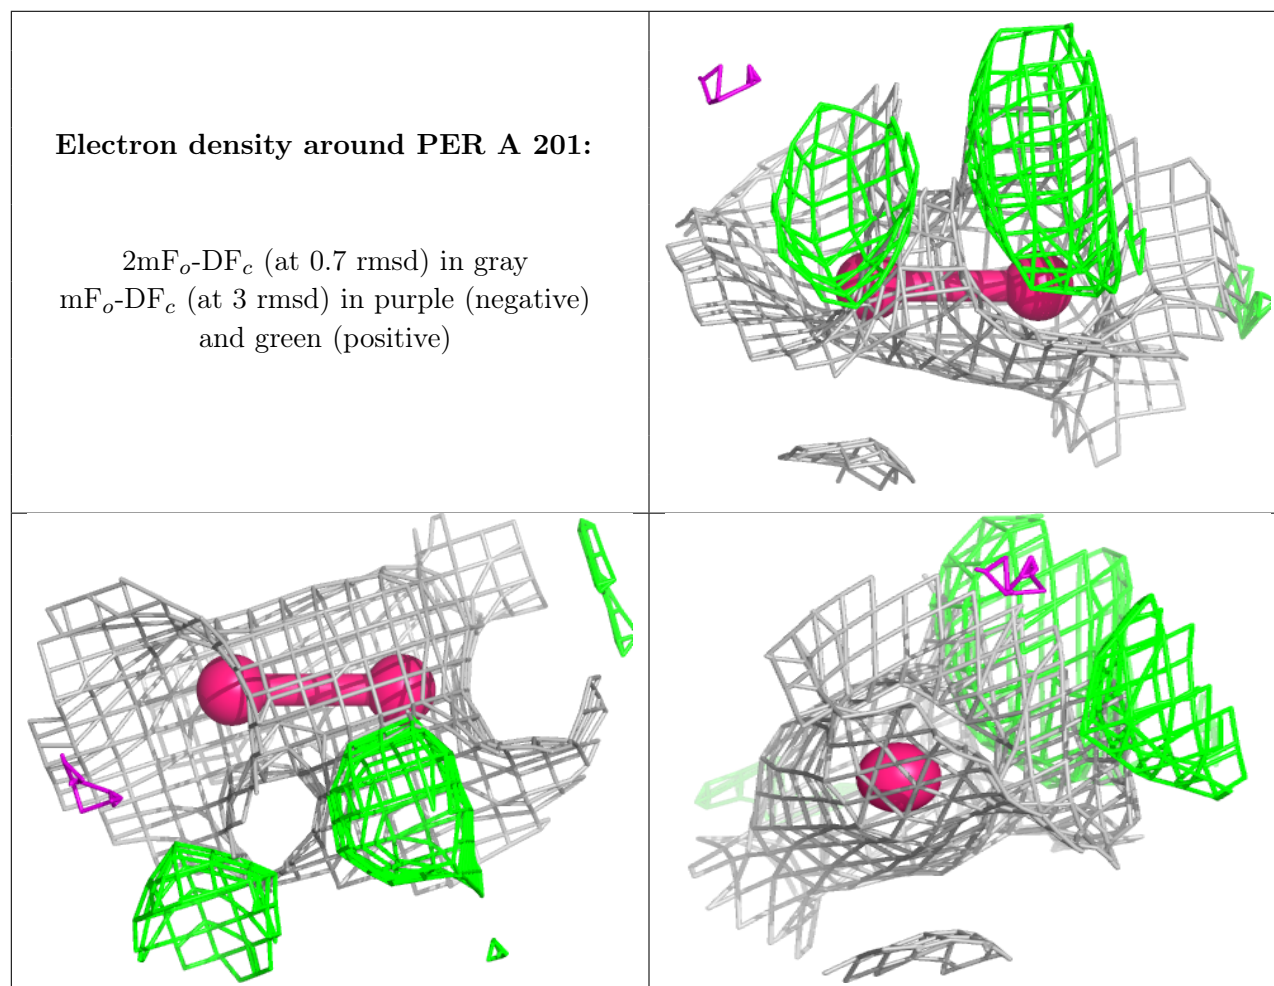 Electron density around PER A 201:
2mFo-DFc (at 0.7 rmsd) in gray
mFo-DFc (at 3 rmsd) in purple (negative)
and green (positive)